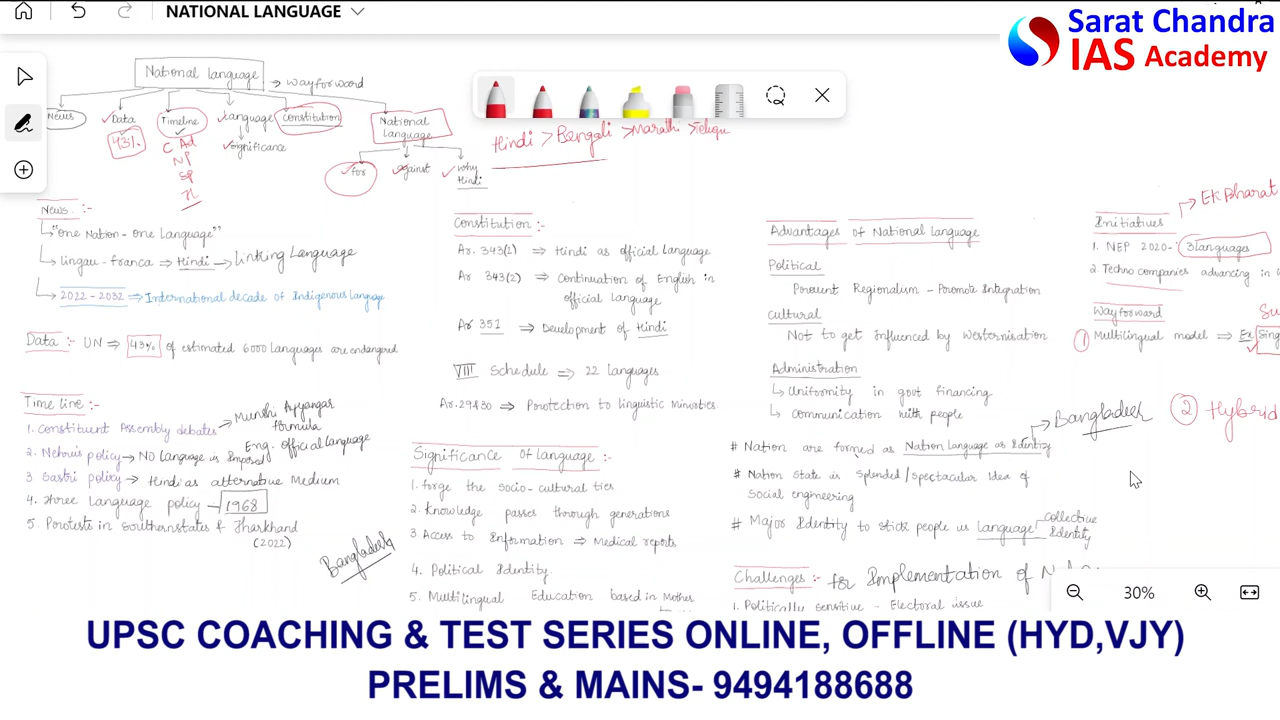 NATIONAL LANGUAGE
Sarat Chandra
IAS Academy
National language
→ wayforward
News
Data
Timeline
Language
constitution
National Language
43%
C Ad
NP
SP
TL
significance
for
against
why Hindi
Hindi > Bengali > Marathi > Telugu
News :-
"One Nation - One Language"
Lingau - franca ⇒ Hindi → Linking Language
2022 - 2032 ⇒ International decade of Indigenous Language
Data :- UN ⇒ 43% of estimated 6000 Languages are endangered
Time line :-
1. Constituent Assembly debates → Munshi Ayyangar formula
Eng - official language
2. Nehru's policy → NO Language is Imposed
3 Sastri policy → Hindi as alternative Medium
4. Three Language policy - 1968
5. Protests in Southern states & Jharkhand
(2022)
Bangladesh
Constitution :-
Ar. 343(1) ⇒ Hindi as official Language
Ar 343(2) ⇒ Continuation of English in
official Language
Ar 351 ⇒ Development of Hindi
VIII Schedule ⇒ 22 languages
Ar. 29&30 ⇒ Protection to linguistic Minorties
Significance of language :-
1. forge the socio-cultural ties
2. Knowledge passes through generations
3 Access to Information ⇒ Medical reports
4. Political Identity.
5. Multilingual Education based in Mother
Advantages of National Language
Political
Prevent Regionalism - Promote Integration
Cultural
Not to get influenced by Westernisation
Administration
Uniformity in govt financing
Communication with people
→ Bangladesh
# Nation are formed as Nation Language as Identity
# Nation state is splended / spectacular Idea of
Social engineering
# Major Identity to stick people is Language
collective Identity
Challenges :- for Implementation of
1. Politically sensitive - Electoral issue
Ek Bharat
Initiatives
1. NEP 2020 - 3 languages
2. Techno companies advancing in
Wayforward
① Multilingual model ⇒ Ex Sing
② Hybrid
30%
UPSC COACHING & TEST SERIES ONLINE, OFFLINE (HYD,VJY)
PRELIMS & MAINS- 9494188688